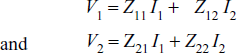 V₁ = Z₁₁ I₁ + Z₁₂ I₂
and V₂ = Z₂₁ I₁ + Z₂₂ I₂